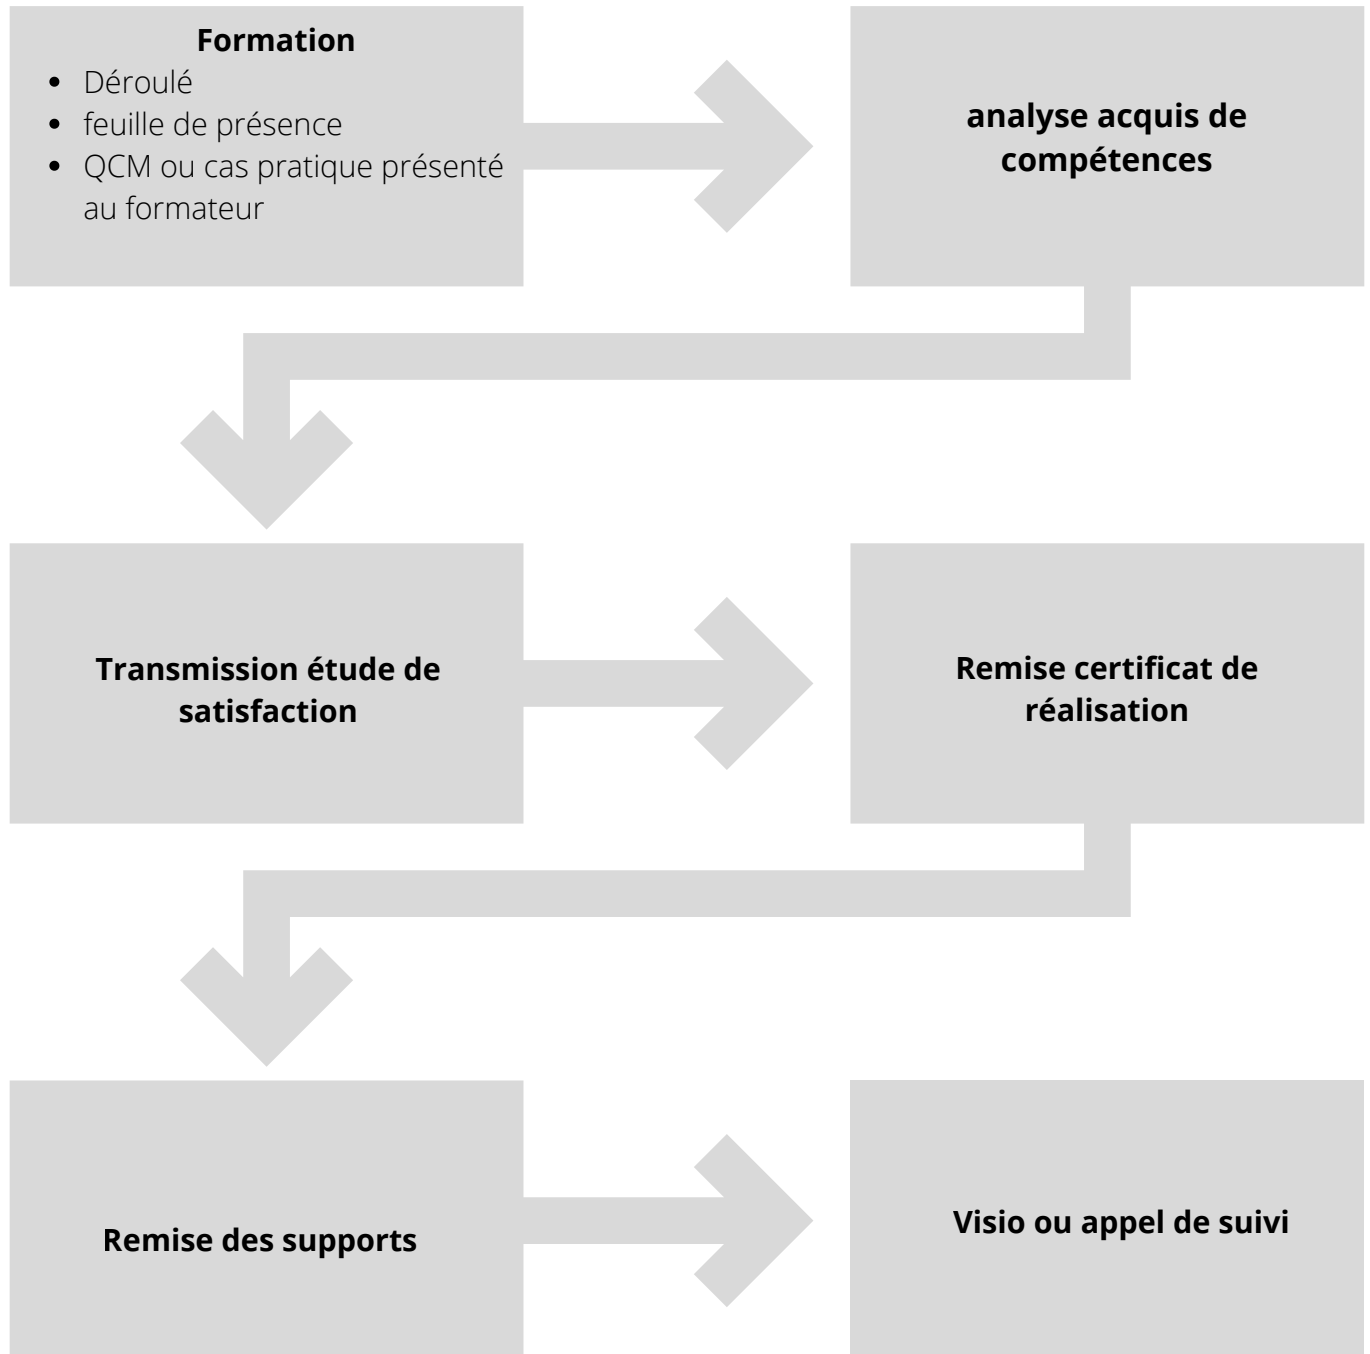 Formation
• Déroulé
• feuille de présence
• QCM ou cas pratique présenté
au formateur
analyse acquis de
compétences
Transmission étude de
satisfaction
Remise certificat de
réalisation
Remise des supports
Visio ou appel de suivi